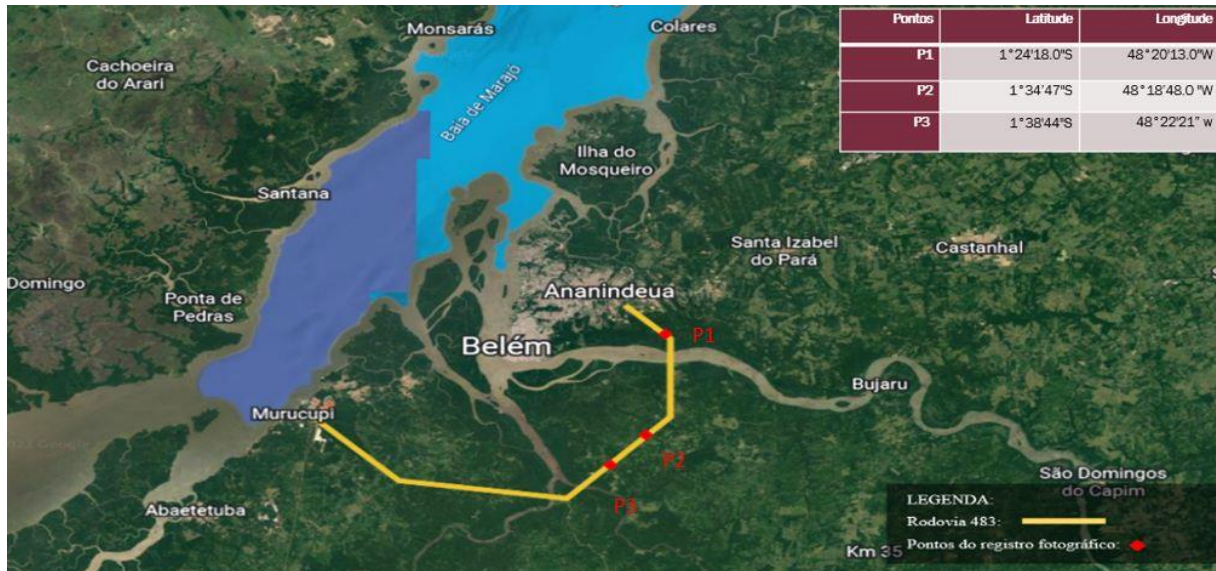 Monsarás
Colares
Cachoeira
do Arari
Baía de Marajó
Ilha do
Mosqueiro
Santana
Santa Izabel
do Pará
Castanhal
Domingo
Ponta de
Pedras
Ananindeua
P1
Belém
Bujaru
Murucupi
P2
P3
São Domingos
do Capim
Abaetetuba
Km 35
Pontos Latitude Longitude
P1 1°24'18.0"S 48°20'13.0"W
P2 1°34'47"S 48°18'48.0 "W
P3 1°38'44"S 48°22'21" w
LEGENDA:
Rodovia 483:
Pontos do registro fotográfico: